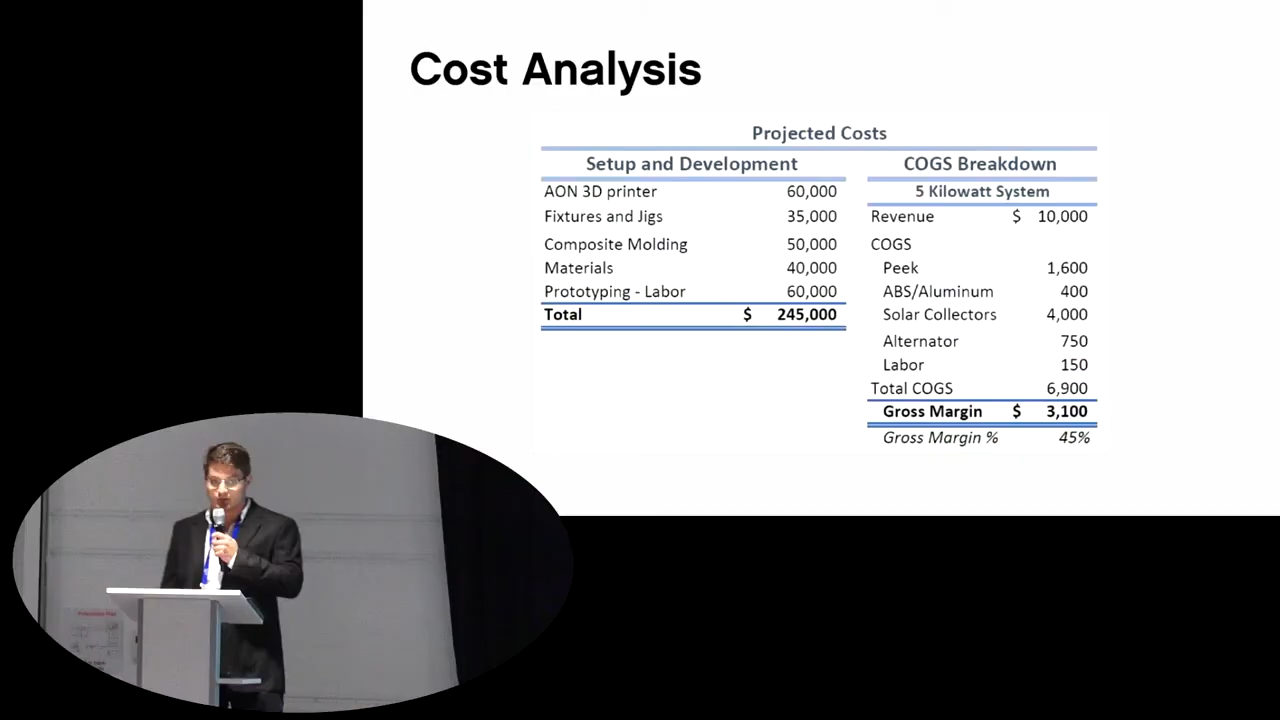 Cost Analysis
Projected Costs
Setup and Development
AON 3D printer 60,000
Fixtures and Jigs 35,000
Composite Molding 50,000
Materials 40,000
Prototyping - Labor 60,000
Total $ 245,000
COGS Breakdown
5 Kilowatt System
Revenue $ 10,000
COGS
Peek 1,600
ABS/Aluminum 400
Solar Collectors 4,000
Alternator 750
Labor 150
Total COGS 6,900
Gross Margin $ 3,100
Gross Margin % 45%